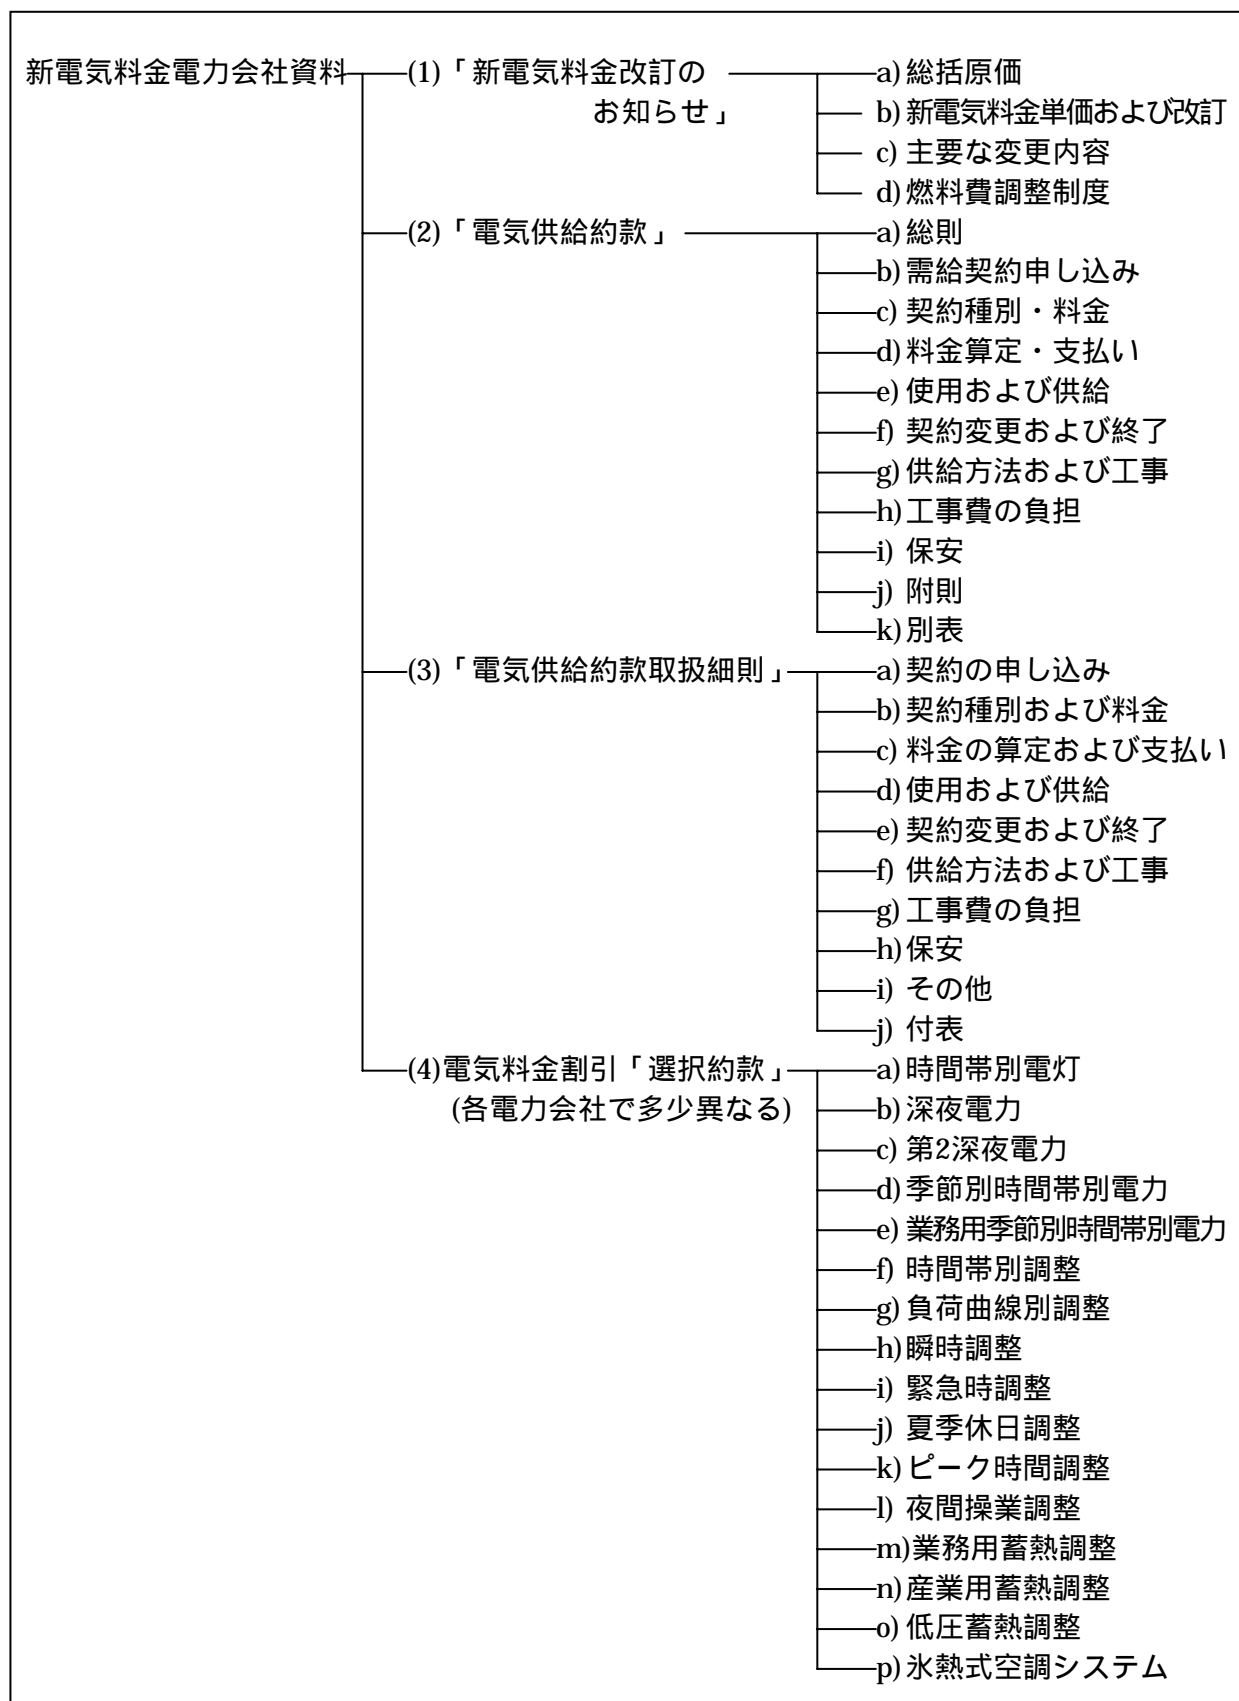 新電気料金電力会社資料
(1)「新電気料金改訂の
お知らせ」
a)総括原価
b)新電気料金単価および改訂
c)主要な変更内容
d)燃料費調整制度
(2)「電気供給約款」
a)総則
b)需給契約申し込み
c)契約種別・料金
d)料金算定・支払い
e)使用および供給
f)契約変更および終了
g)供給方法および工事
h)工事費の負担
i)保安
j)附則
k)別表
(3)「電気供給約款取扱細則」
a)契約の申し込み
b)契約種別および料金
c)料金の算定および支払い
d)使用および供給
e)契約変更および終了
f)供給方法および工事
g)工事費の負担
h)保安
i)その他
j)付表
(4)電気料金割引「選択約款」
(各電力会社で多少異なる)
a)時間帯別電灯
b)深夜電力
c)第2深夜電力
d)季節別時間帯別電力
e)業務用季節別時間帯別電力
f)時間帯別調整
g)負荷曲線別調整
h)瞬時調整
i)緊急時調整
j)夏季休日調整
k)ピーク時間調整
l)夜間操業調整
m)業務用蓄熱調整
n)産業用蓄熱調整
o)低圧蓄熱調整
p)氷熱式空調システム